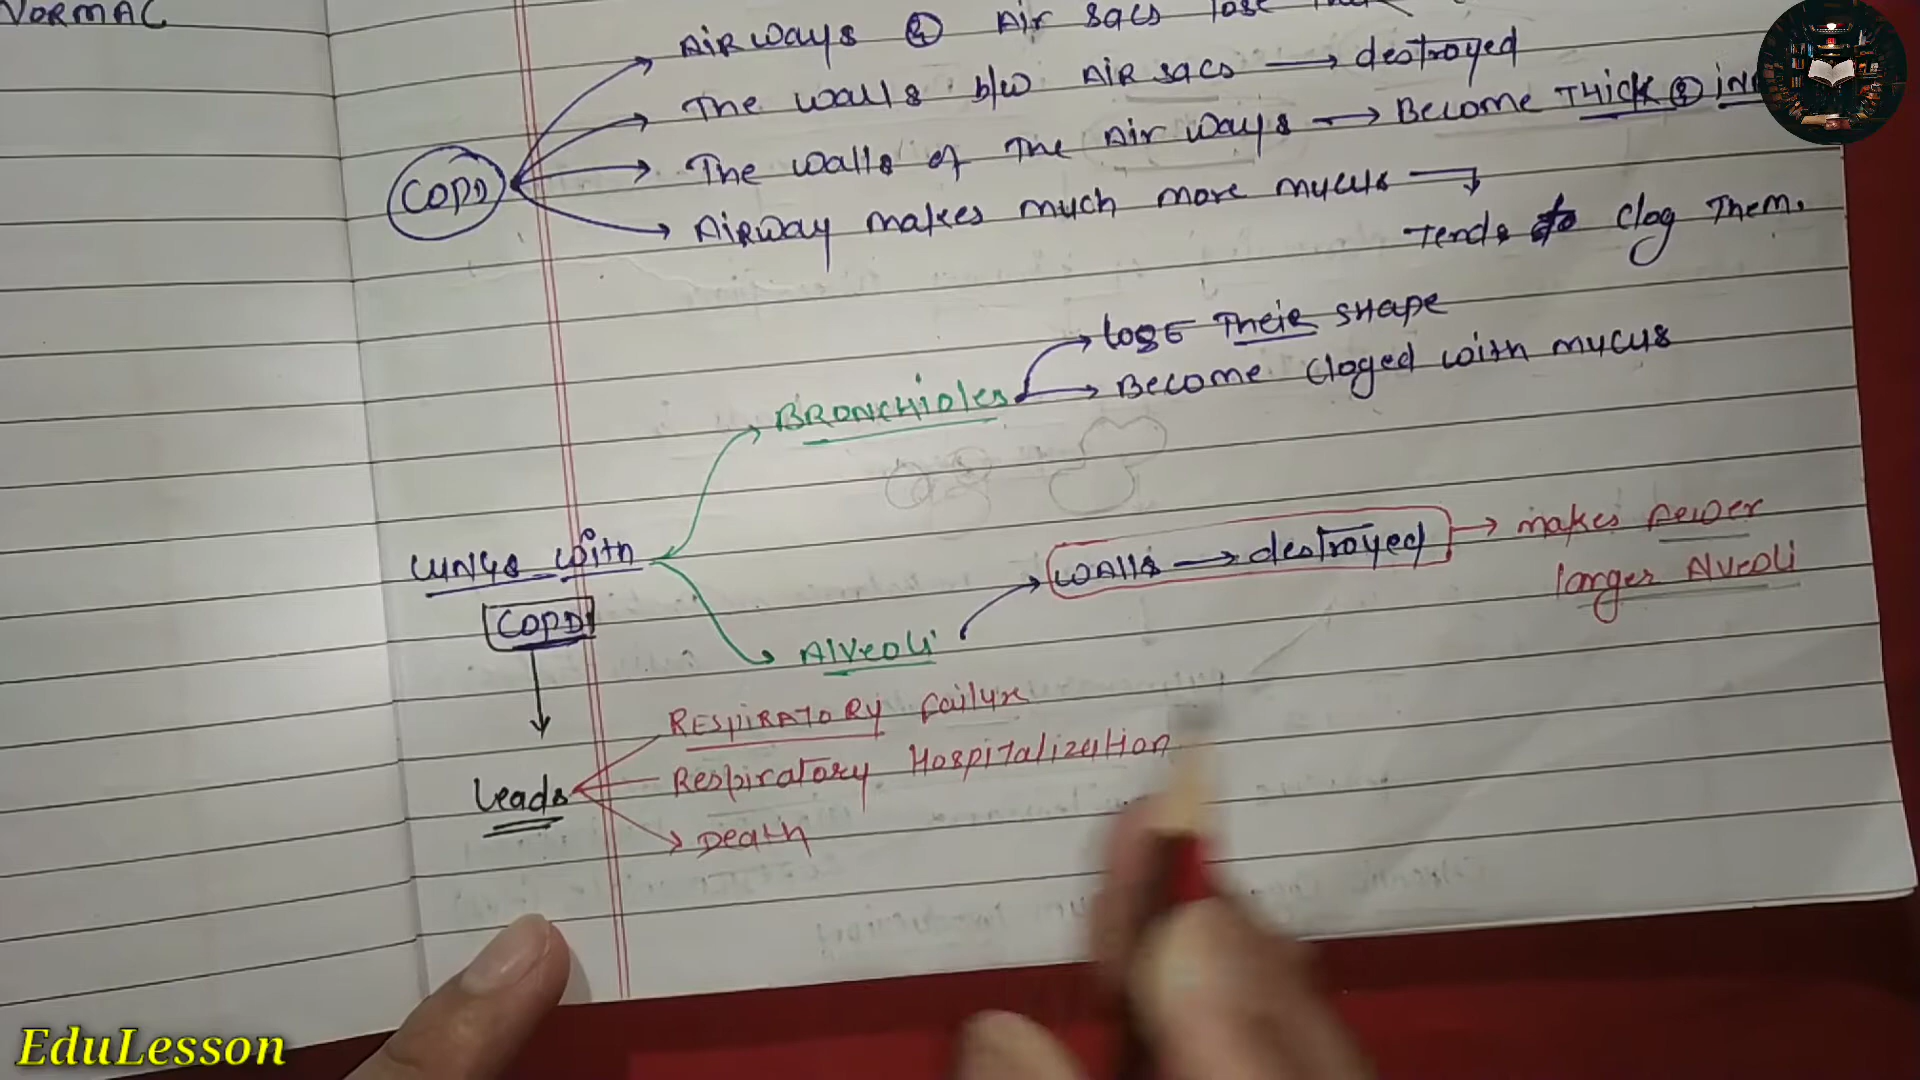 NORMAL
AiRways & Air sacs lose
The walls b/w Air sacs → destroyed
The walls of The Air ways → Become THick &
COPD
AiRway makes much more mucus →
Tends to Clog Them.
LOSE TheiR SHAPE
BRONCHIOLES
Become Cloged with mucus
LUNGS with
COPD
WAlls → destroyed
makes Fewer
larger Alveoli
Alveoli
RESPIRATORY Failure
Leads
Respiratory Hospitalization
Death
EduLesson